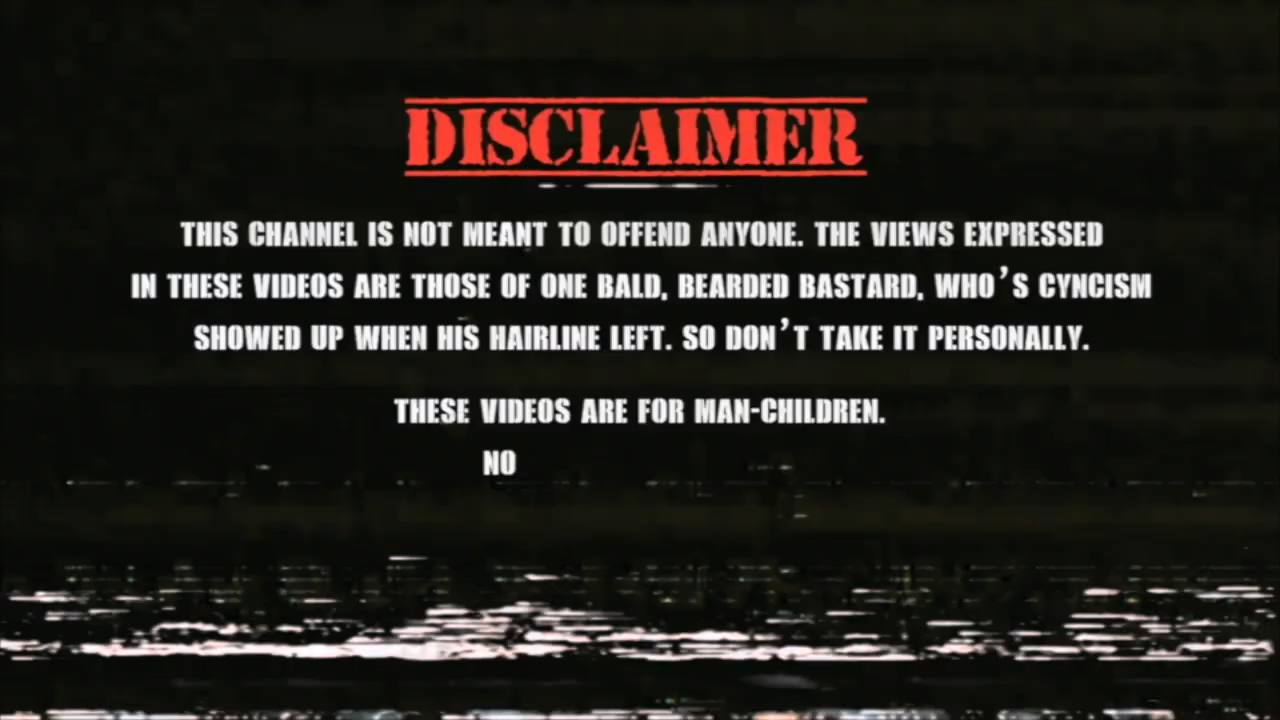 DISCLAIMER
THIS CHANNEL IS NOT MEANT TO OFFEND ANYONE. THE VIEWS EXPRESSED
IN THESE VIDEOS ARE THOSE OF ONE BALD, BEARDED BASTARD, WHO'S CYNCISM
SHOWED UP WHEN HIS HAIRLINE LEFT. SO DON'T TAKE IT PERSONALLY.
THESE VIDEOS ARE FOR MAN-CHILDREN.
NO